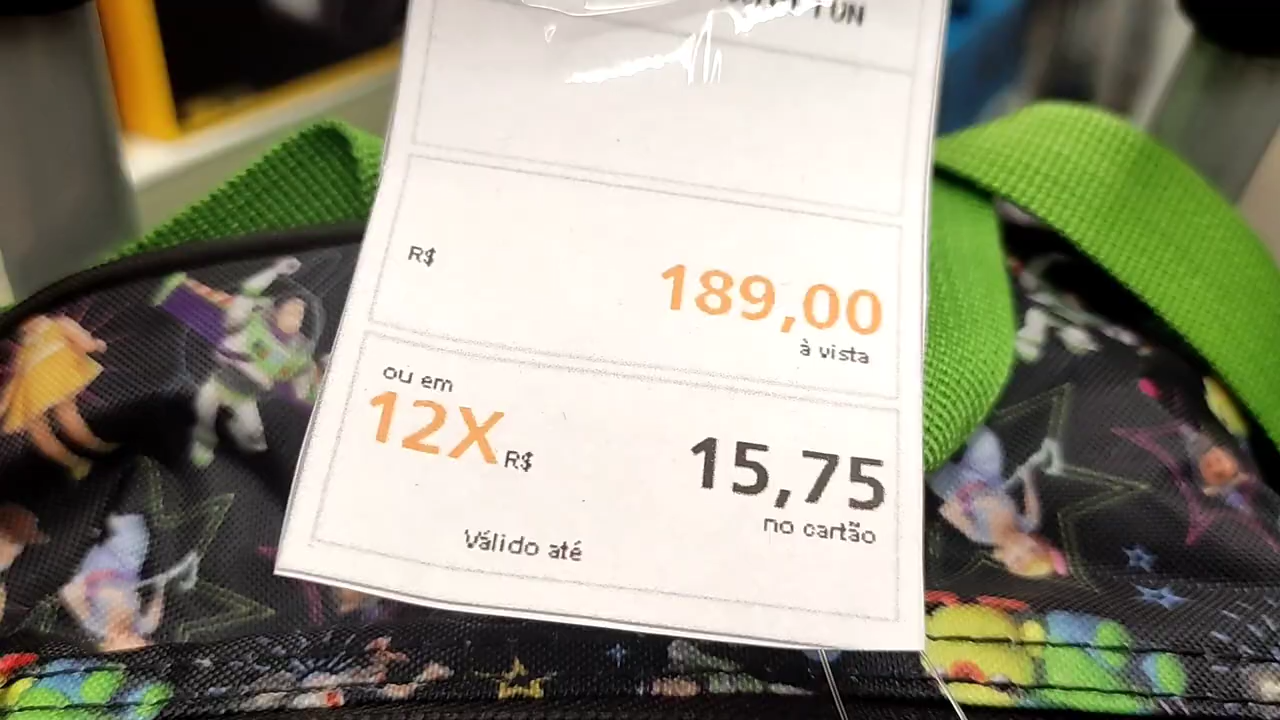 R$ 189,00
à vista
ou em
12X R$ 15,75
no cartão
Válido até